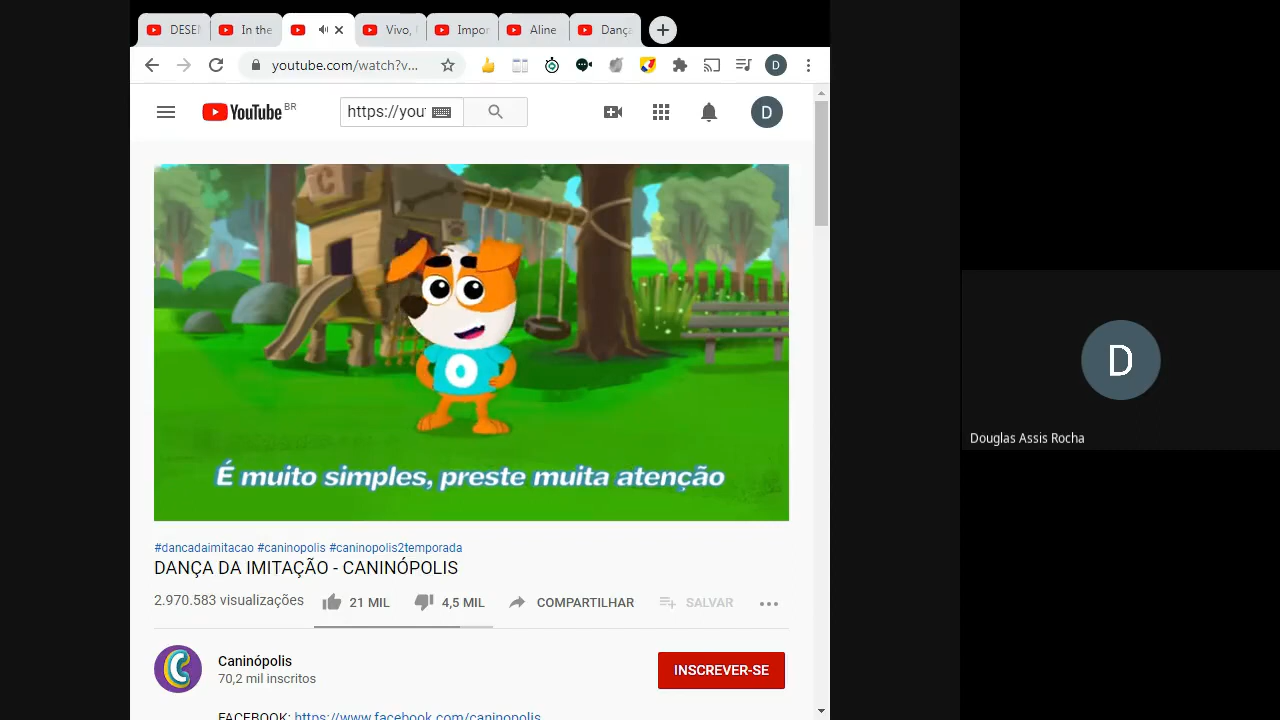 DESEN
In the
Vivo,
Impor
Aline
Dança
youtube.com/watch?v...
D
YouTube BR
https://you
D
C
O
É muito simples, preste muita atenção
#dancadaimitacao #caninopolis #caninopolis2temporada
DANÇA DA IMITAÇÃO - CANINÓPOLIS
2.970.583 visualizações
21 MIL
4,5 MIL
COMPARTILHAR
SALVAR
C
Caninópolis
70,2 mil inscritos
INSCREVER-SE
FACEBOOK: https://www.facebook.com/caninopolis
D
Douglas Assis Rocha